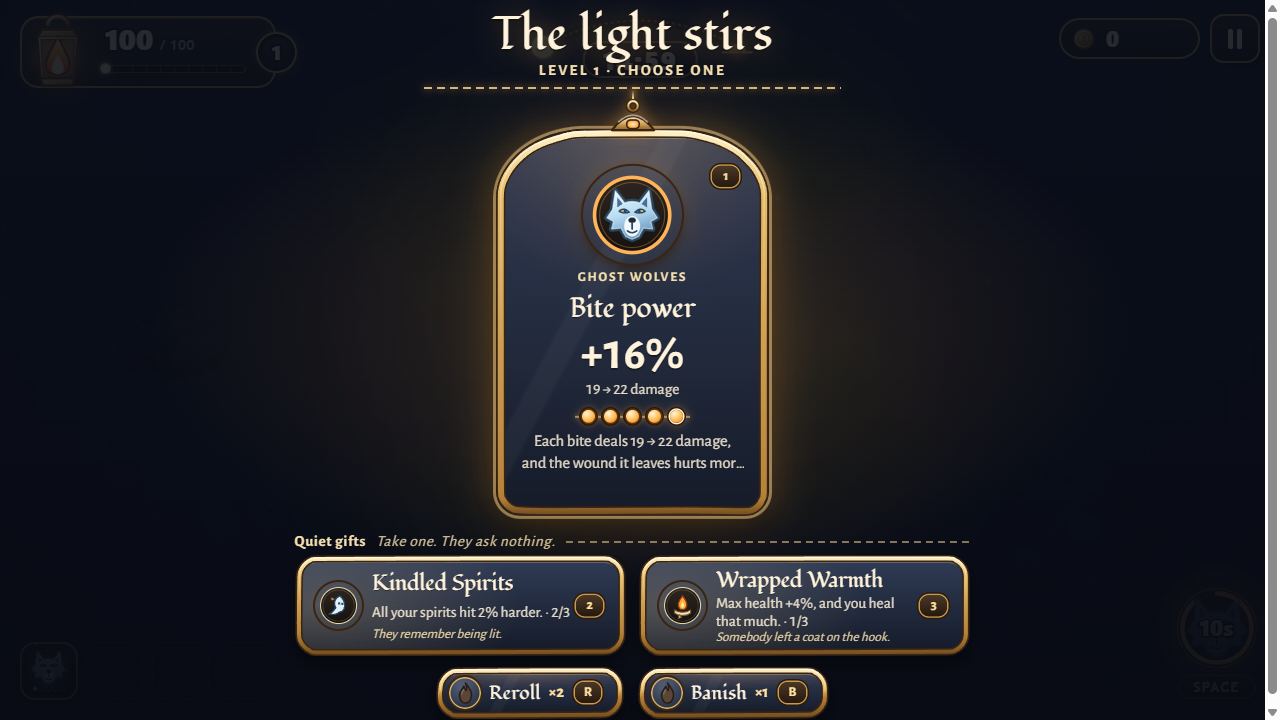 100 / 100
1
0
The light stirs
LEVEL 1 · CHOOSE ONE
1
GHOST WOLVES
Bite power
+16%
19 → 22 damage
Each bite deals 19 → 22 damage,
and the wound it leaves hurts mor...
Quiet gifts Take one. They ask nothing.
Kindled Spirits
All your spirits hit 2% harder. · 2/3
They remember being lit.
2
Wrapped Warmth
Max health +4%, and you heal
that much. · 1/3
Somebody left a coat on the hook.
3
10s
SPACE
Reroll ×2 R
Banish ×1 B